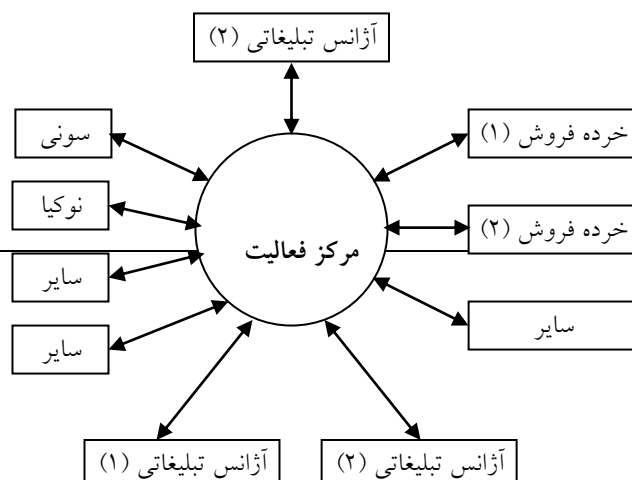 آژانس تبلیغاتی (۲)
خرده فروش (۱)
سونی
خرده فروش (۲)
نوکیا
مرکز فعالیت
سایر
سایر
سایر
آژانس تبلیغاتی (۲)
آژانس تبلیغاتی (۱)